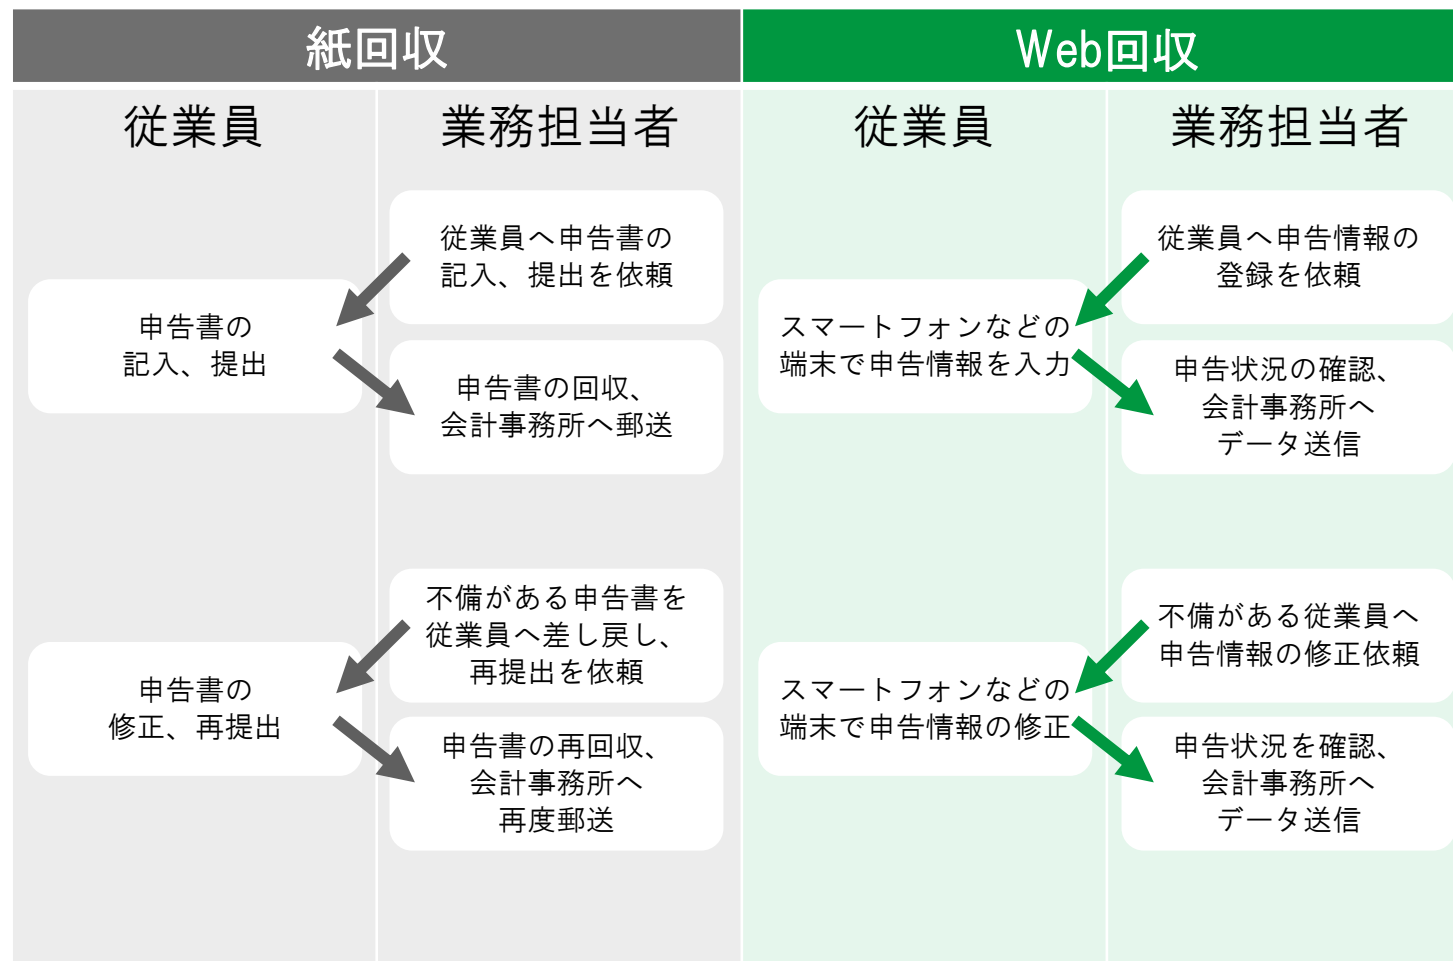 紙回収
Web回収
従業員
業務担当者
従業員
業務担当者
従業員へ申告書の
記入、提出を依頼
申告書の
記入、提出
申告書の回収、
会計事務所へ郵送
不備がある申告書を
従業員へ差し戻し、
再提出を依頼
申告書の
修正、再提出
申告書の再回収、
会計事務所へ
再度郵送
従業員へ申告情報の
登録を依頼
スマートフォンなどの
端末で申告情報を入力
申告状況の確認、
会計事務所へ
データ送信
不備がある従業員へ
申告情報の修正依頼
スマートフォンなどの
端末で申告情報の修正
申告状況を確認、
会計事務所へ
データ送信